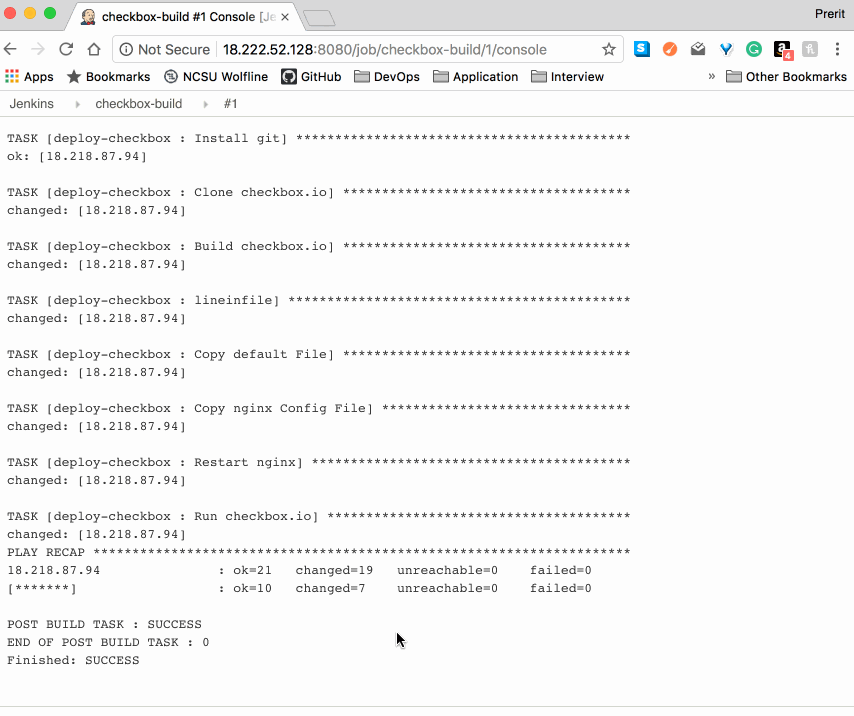 checkbox-build #1 Console [Je
Prerit
Not Secure 18.222.52.128:8080/job/checkbox-build/1/console
4
Apps Bookmarks NCSU Wolfline GitHub DevOps Application Interview » Other Bookmarks
Jenkins checkbox-build #1
TASK [deploy-checkbox : Install git] *******************************************
ok: [18.218.87.94]
TASK [deploy-checkbox : Clone checkbox.io] *************************************
changed: [18.218.87.94]
TASK [deploy-checkbox : Build checkbox.io] *************************************
changed: [18.218.87.94]
TASK [deploy-checkbox : lineinfile] ********************************************
changed: [18.218.87.94]
TASK [deploy-checkbox : Copy default File] *************************************
changed: [18.218.87.94]
TASK [deploy-checkbox : Copy nginx Config File] ********************************
changed: [18.218.87.94]
TASK [deploy-checkbox : Restart nginx] *****************************************
changed: [18.218.87.94]
TASK [deploy-checkbox : Run checkbox.io] ***************************************
changed: [18.218.87.94]
PLAY RECAP *********************************************************************
18.218.87.94 : ok=21 changed=19 unreachable=0 failed=0
[*******] : ok=10 changed=7 unreachable=0 failed=0
POST BUILD TASK : SUCCESS
END OF POST BUILD TASK : 0
Finished: SUCCESS